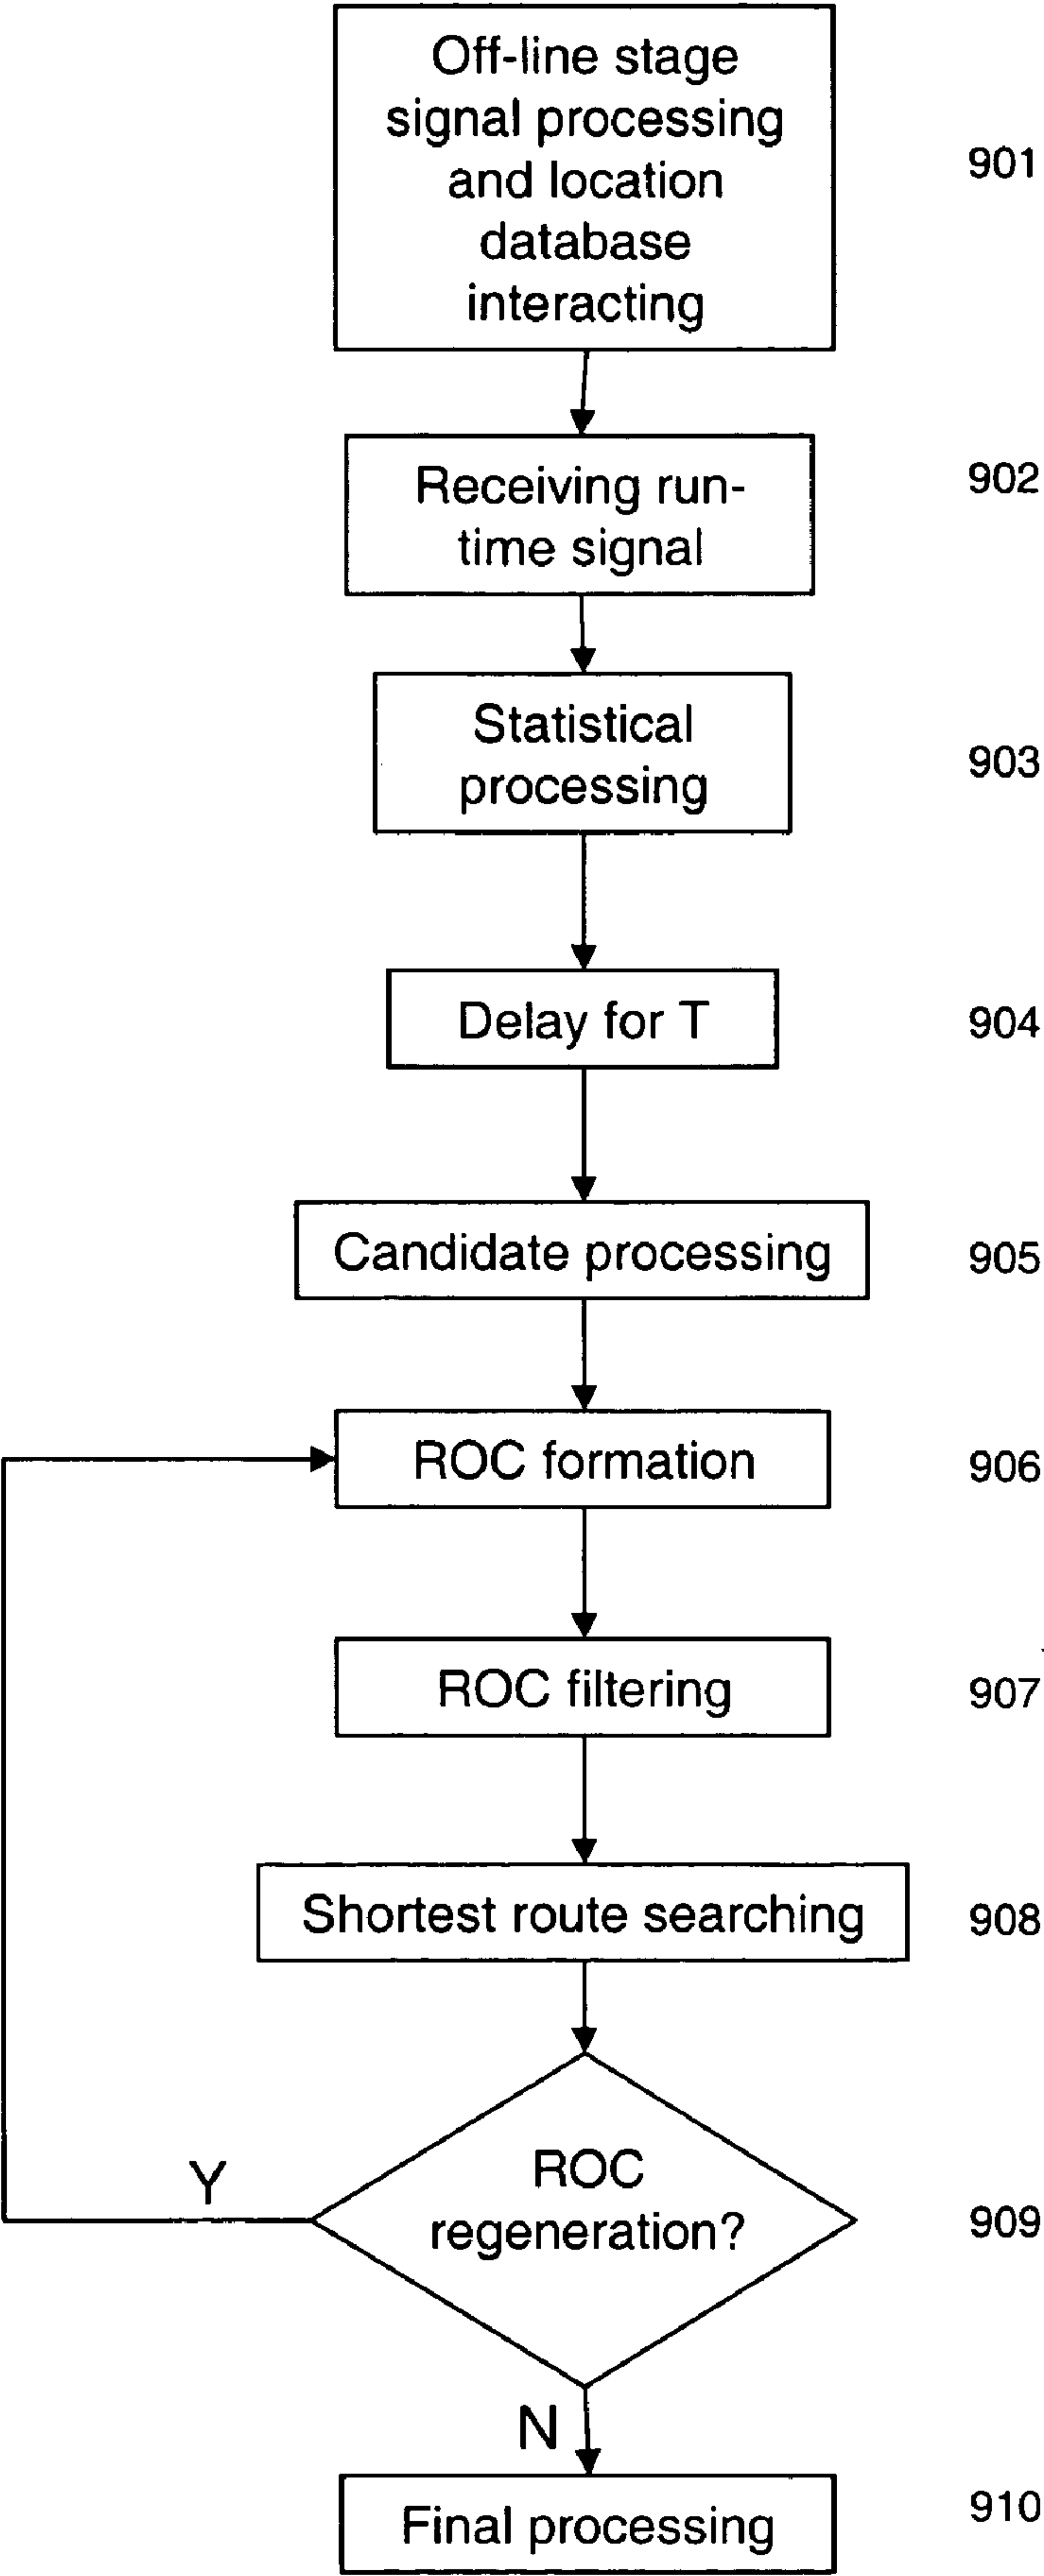 Off-line stage
signal processing
and location
database
interacting
901
Receiving run-
time signal
902
Statistical
processing
903
Delay for T
904
Candidate processing
905
ROC formation
906
ROC filtering
907
Shortest route searching
908
ROC
regeneration?
909
Y
N
Final processing
910